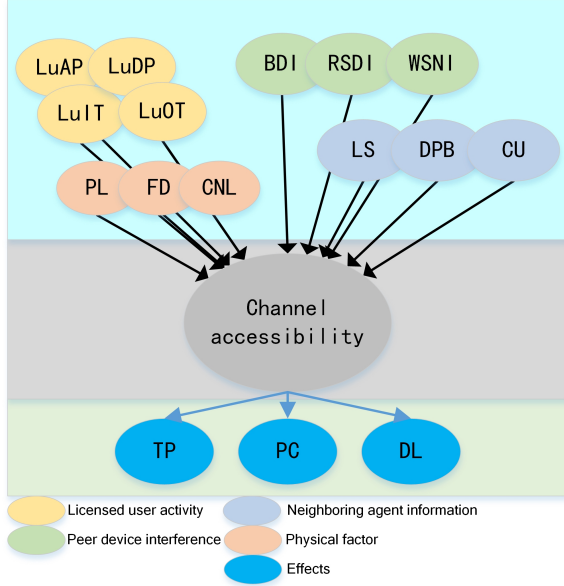 LuAP LuDP
LuIT LuOT
BDI RSDI WSNI
LS DPB CU
PL FD CNL
Channel
accessibility
TP PC DL
Licensed user activity
Neighboring agent information
Peer device interference
Physical factor
Effects